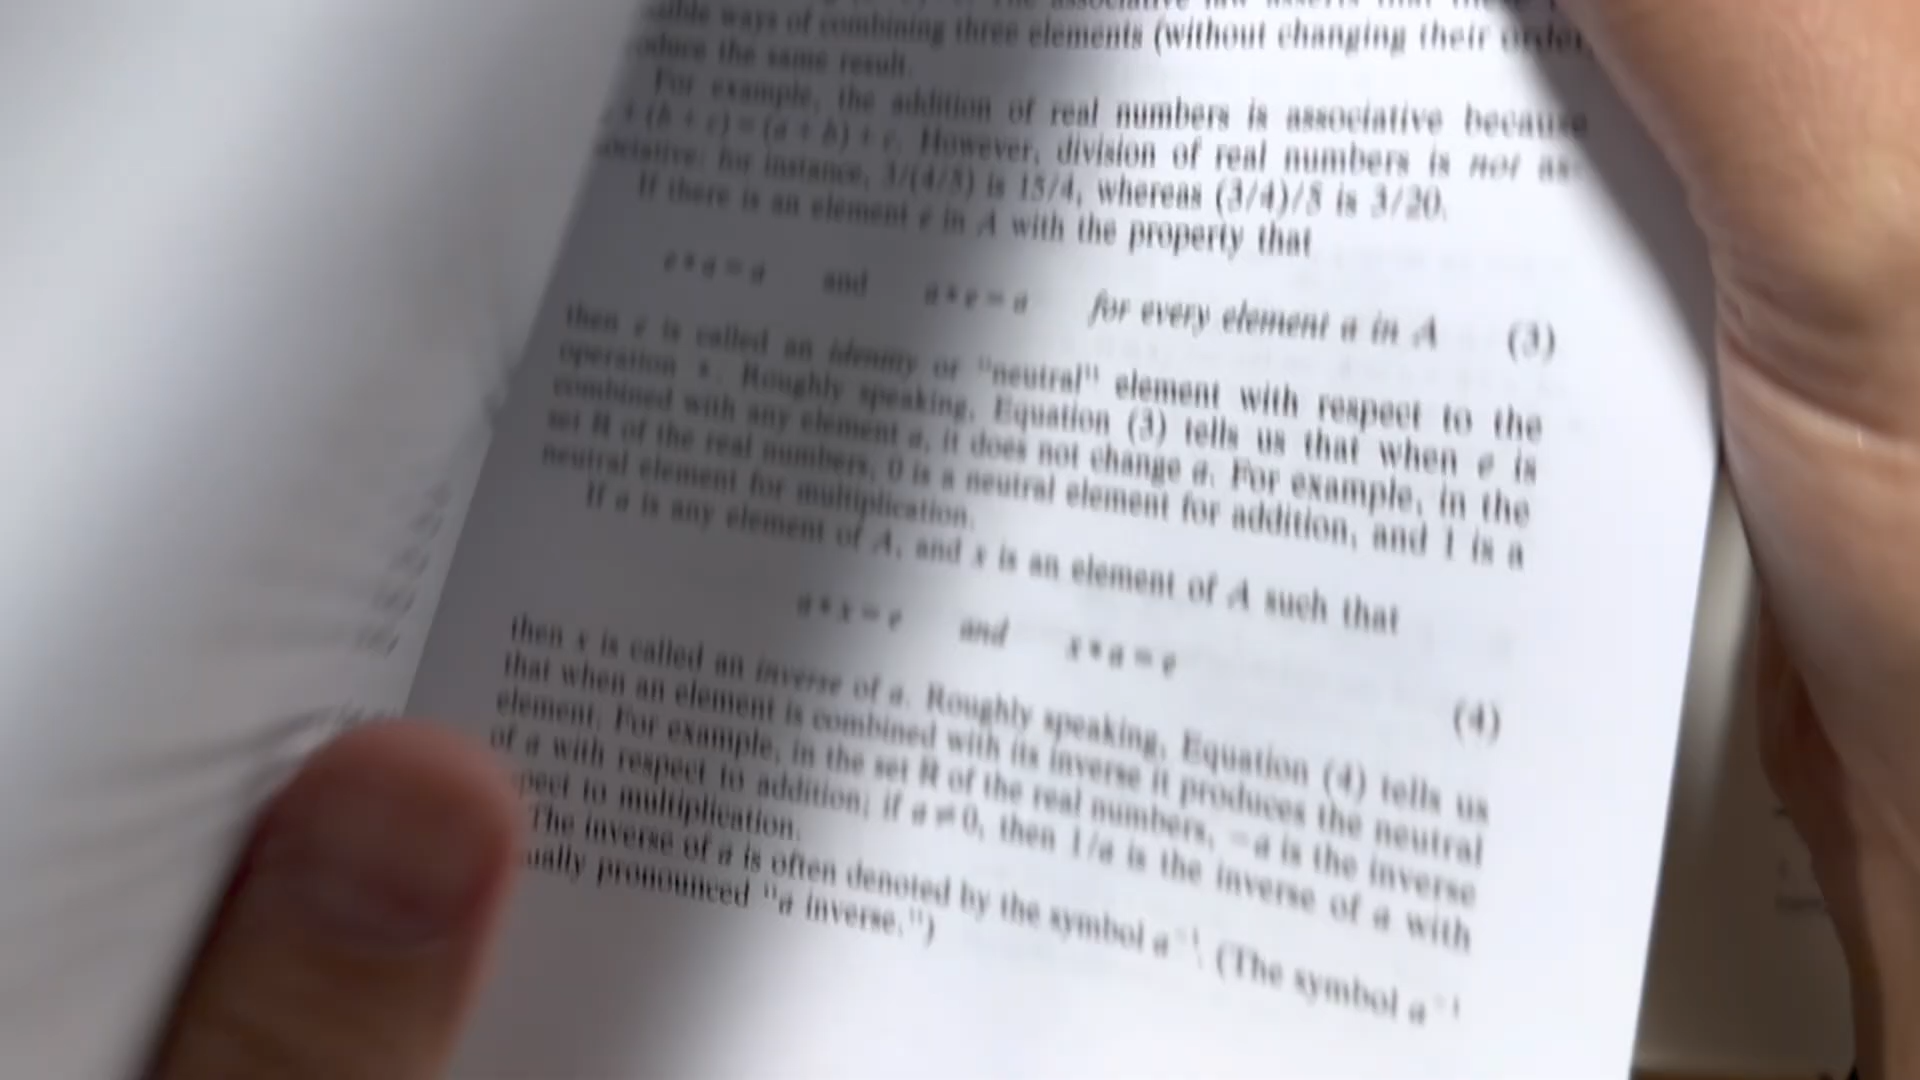 ways of combining three elements (without changing their order,
the same result.
For example, the addition of real numbers is associative because
+ (b + c) = (a + b) + c. However, division of real numbers is not as-
for instance, 3/(4/5) is 15/4, whereas (3/4)/5 is 3/20.
If there is an element e in A with the property that
e * a = a and a * e = a for every element a in A (3)
then e is called an identity or "neutral" element with respect to the
operation *. Roughly speaking, Equation (3) tells us that when e is
combined with any element a, it does not change a. For example, in the
set R of the real numbers, 0 is a neutral element for addition, and 1 is a
neutral element for multiplication.
If a is any element of A, and x is an element of A such that
a * x = e and x * a = e (4)
then x is called an inverse of a. Roughly speaking, Equation (4) tells us
that when an element is combined with its inverse it produces the neutral
element. For example, in the set R of the real numbers, −a is the inverse
of a with respect to addition; if a ≠ 0, then 1/a is the inverse of a with
pect to multiplication.
The inverse of a is often denoted by the symbol a⁻¹. (The symbol a⁻¹
ually pronounced "a inverse.")